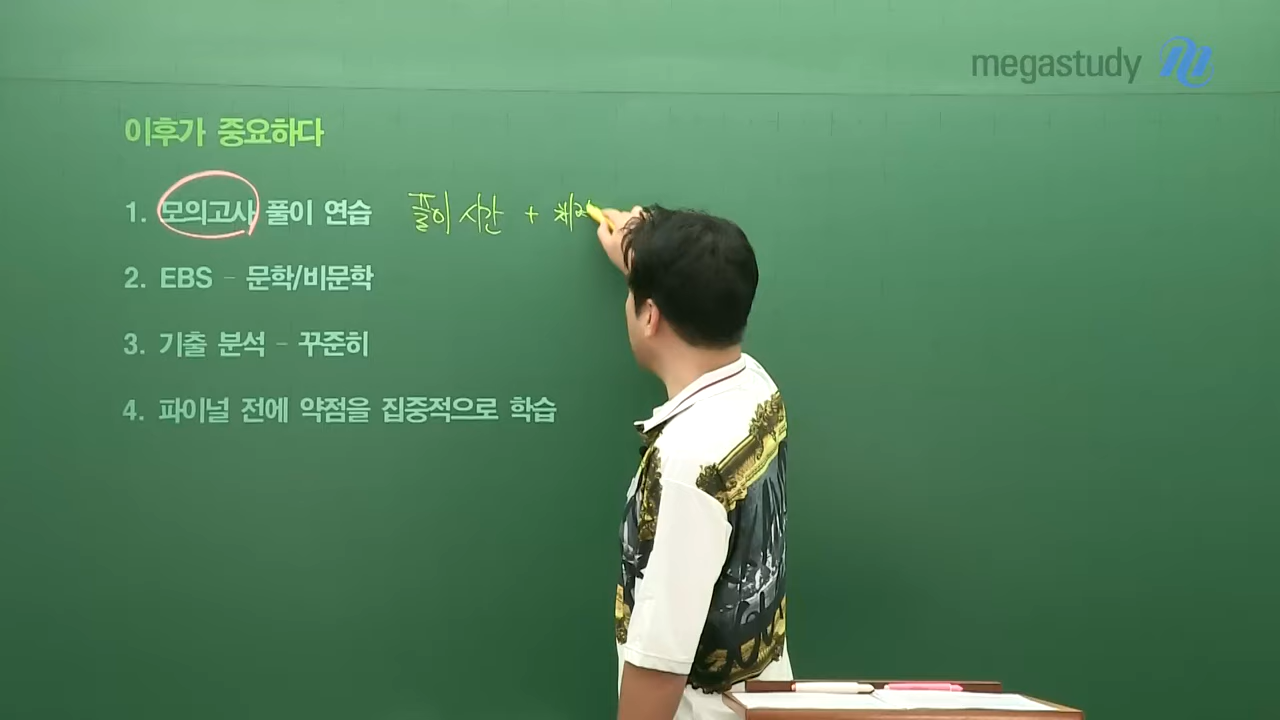 megastudy
이후가 중요하다
1. 모의고사 풀이 연습 풀이 시간 +
2. EBS - 문학/비문학
3. 기출 분석 - 꾸준히
4. 파이널 전에 약점을 집중적으로 학습